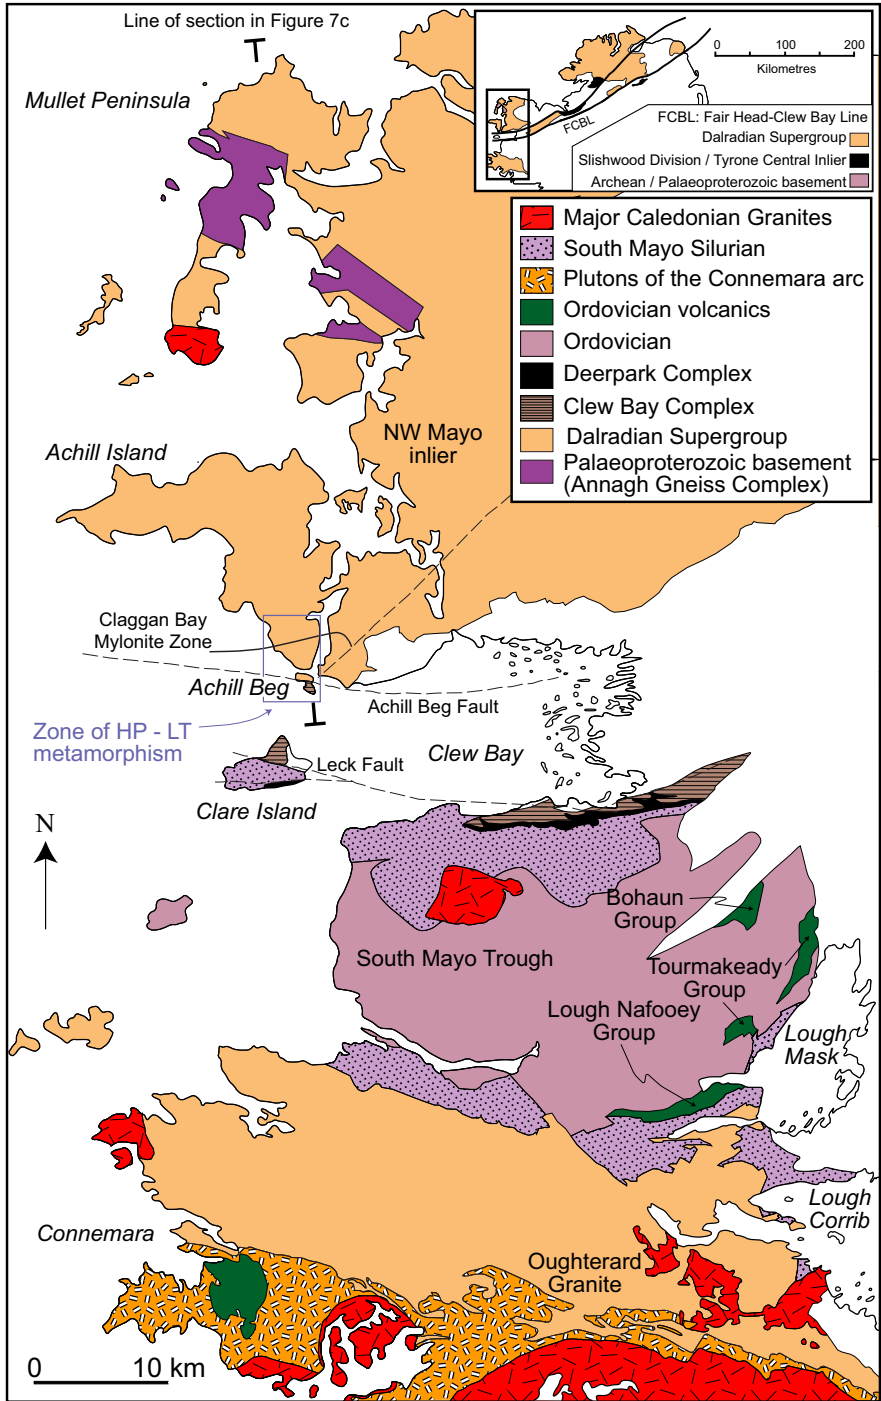 Line of section in Figure 7c
Mullet Peninsula
0 100 200
Kilometres
FCBL
FCBL: Fair Head-Clew Bay Line
Dalradian Supergroup
Slishwood Division / Tyrone Central Inlier
Archean / Palaeoproterozoic basement
Major Caledonian Granites
South Mayo Silurian
Plutons of the Connemara arc
Ordovician volcanics
Ordovician
Deerpark Complex
Clew Bay Complex
Dalradian Supergroup
Palaeoproterozoic basement
(Annagh Gneiss Complex)
NW Mayo
inlier
Achill Island
Claggan Bay
Mylonite Zone
Achill Beg
Achill Beg Fault
Zone of HP - LT
metamorphism
Clew Bay
Leck Fault
Clare Island
N
Bohaun
Group
South Mayo Trough
Tourmakeady
Group
Lough Nafooey
Group
Lough
Mask
Lough
Corrib
Connemara
Oughterard
Granite
0 10 km